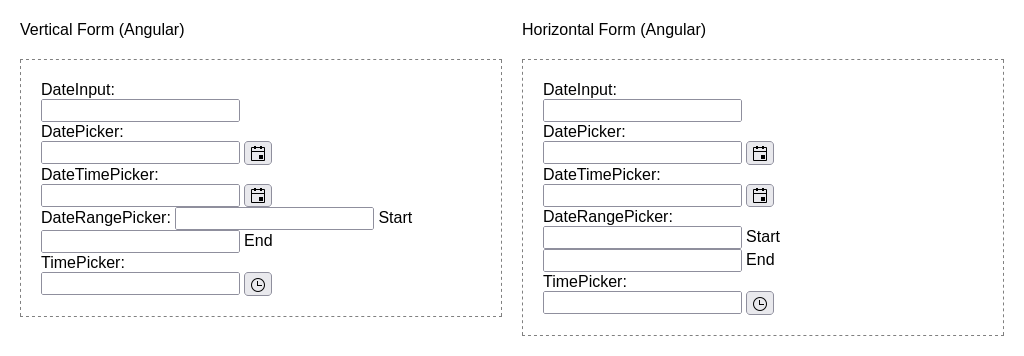 Vertical Form (Angular)
DateInput:
DatePicker:
DateTimePicker:
DateRangePicker: Start
End
TimePicker:
Horizontal Form (Angular)
DateInput:
DatePicker:
DateTimePicker:
DateRangePicker:
Start
End
TimePicker: